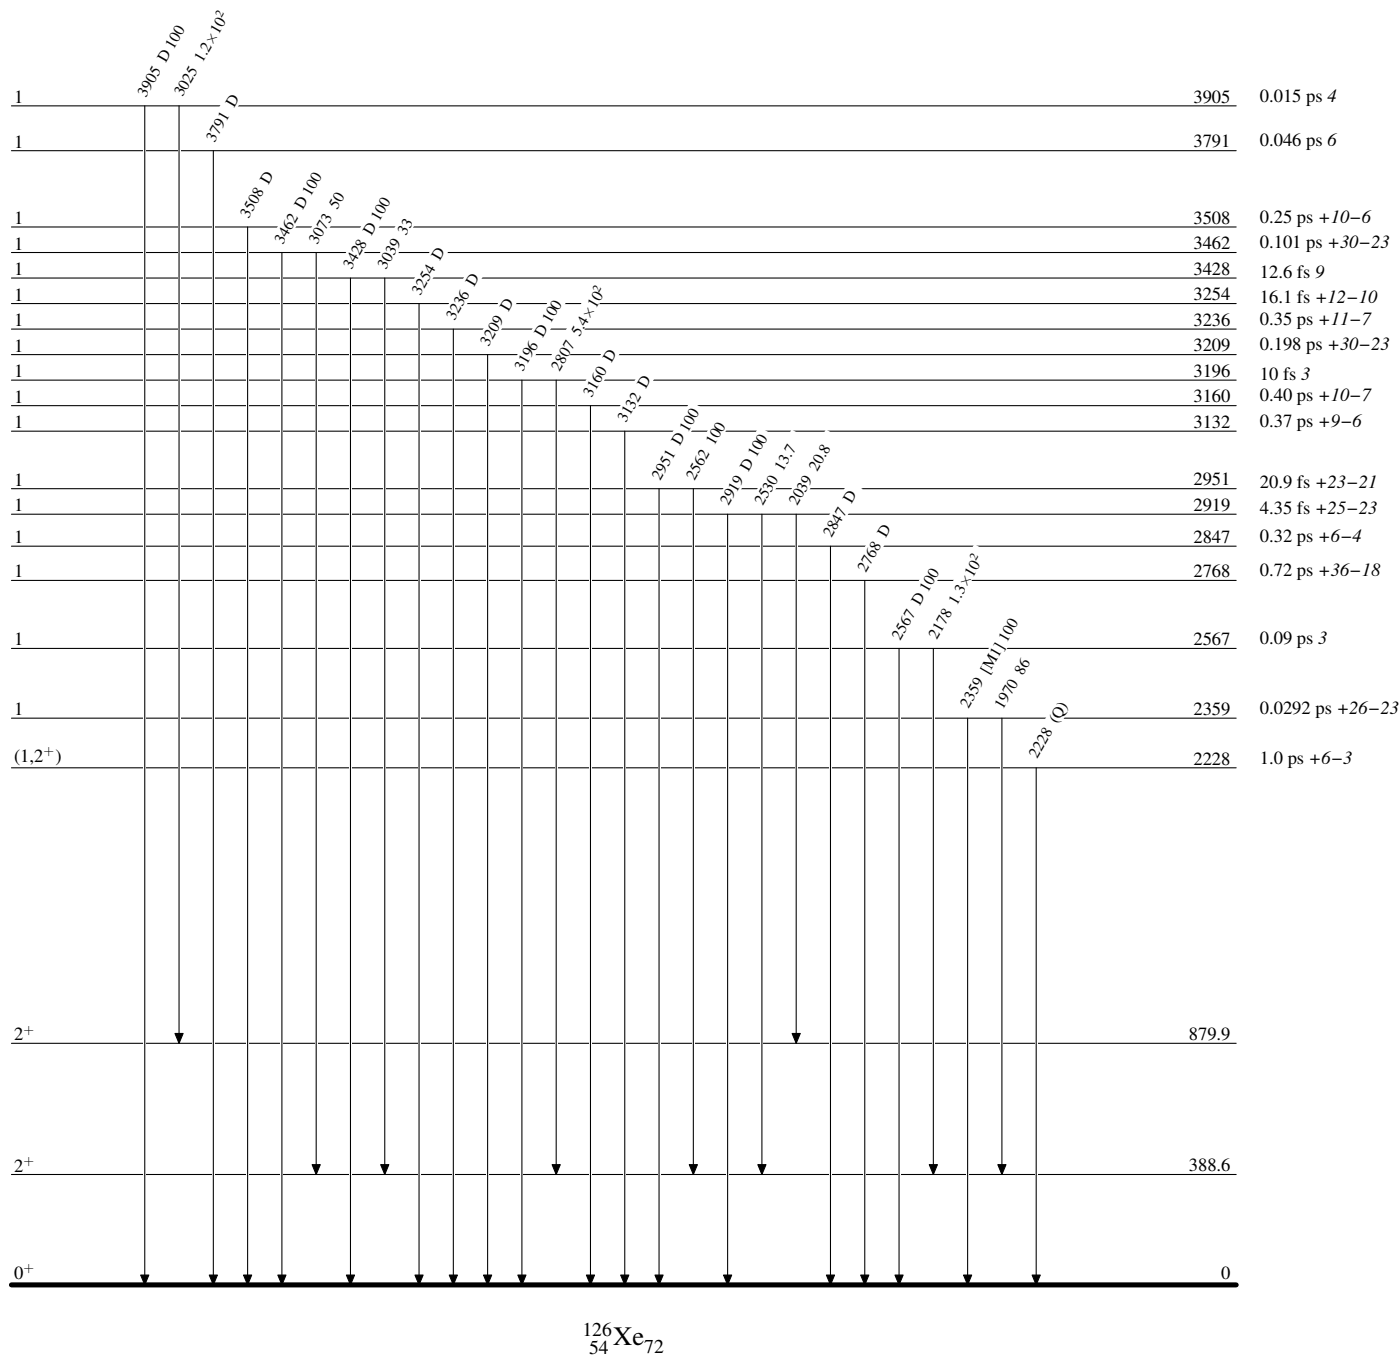 3905 D 100
3025 1.2×10²
1 3905 0.015 ps 4
3791 D
1 3791 0.046 ps 6
3508 D
1 3508 0.25 ps +10−6
3462 D 100
3073 50
1 3462 0.101 ps +30−23
3428 D 100
3039 33
1 3428 12.6 fs 9
3254 D
1 3254 16.1 fs +12−10
3236 D
1 3236 0.35 ps +11−7
3209 D
1 3209 0.198 ps +30−23
3196 D 100
2807 5.4×10²
1 3196 10 fs 3
3160 D
1 3160 0.40 ps +10−7
3132 D
1 3132 0.37 ps +9−6
2951 D 100
2562 100
1 2951 20.9 fs +23−21
2919 D 100
2530 13.7
2039 20.8
1 2919 4.35 fs +25−23
2847 D
1 2847 0.32 ps +6−4
2768 D
1 2768 0.72 ps +36−18
2567 D 100
2178 1.3×10²
1 2567 0.09 ps 3
2359 [M1] 100
1970 86
1 2359 0.0292 ps +26−23
2228 (Q)
(1,2⁺) 2228 1.0 ps +6−3
2⁺ 879.9
2⁺ 388.6
0⁺ 0
¹²⁶₅₄Xe₇₂